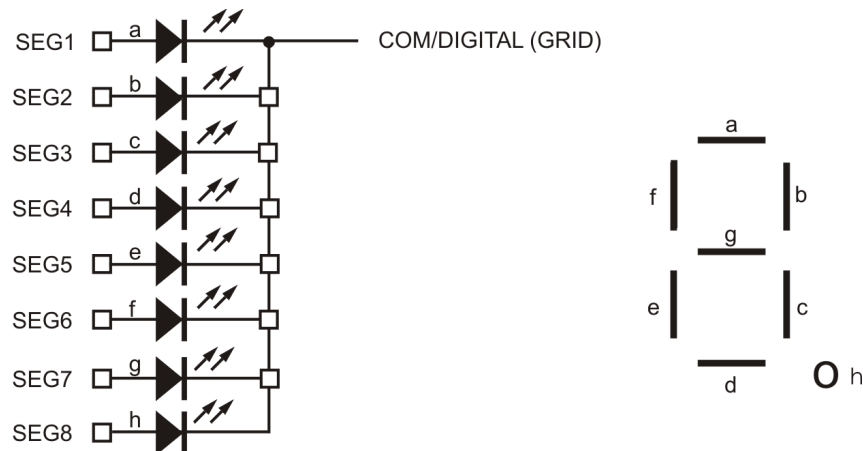 SEG1 a COM/DIGITAL (GRID)
SEG2 b
SEG3 c
SEG4 d
SEG5 e
SEG6 f
SEG7 g
SEG8 h
a
f b
g
e c
d h